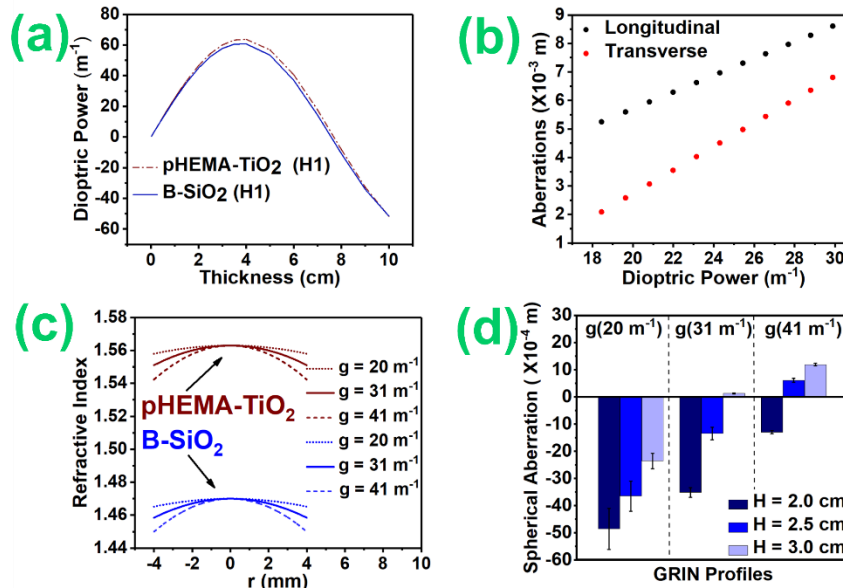 (a)
Dioptric Power (m⁻¹)
80
60
40
20
0
-20
-40
-60
pHEMA-TiO₂ (H1)
B-SiO₂ (H1)
0 2 4 6 8 10
Thickness (cm)
(b)
Aberrations (X10⁻³ m)
9
8
7
6
5
4
3
2
1
Longitudinal
Transverse
18 20 22 24 26 28 30
Dioptric Power (m⁻¹)
(c)
Refractive Index
1.58
1.56
1.54
1.52
1.50
1.48
1.46
1.44
g = 20 m⁻¹
g = 31 m⁻¹
g = 41 m⁻¹
g = 20 m⁻¹
g = 31 m⁻¹
g = 41 m⁻¹
pHEMA-TiO₂
B-SiO₂
-4 -2 0 2 4 6 8 10
r (mm)
(d)
Spherical Aberration ( X10⁻⁴ m)
30
20
10
0
-10
-20
-30
-40
-50
-60
g(20 m⁻¹) g(31 m⁻¹) g(41 m⁻¹)
H = 2.0 cm
H = 2.5 cm
H = 3.0 cm
GRIN Profiles